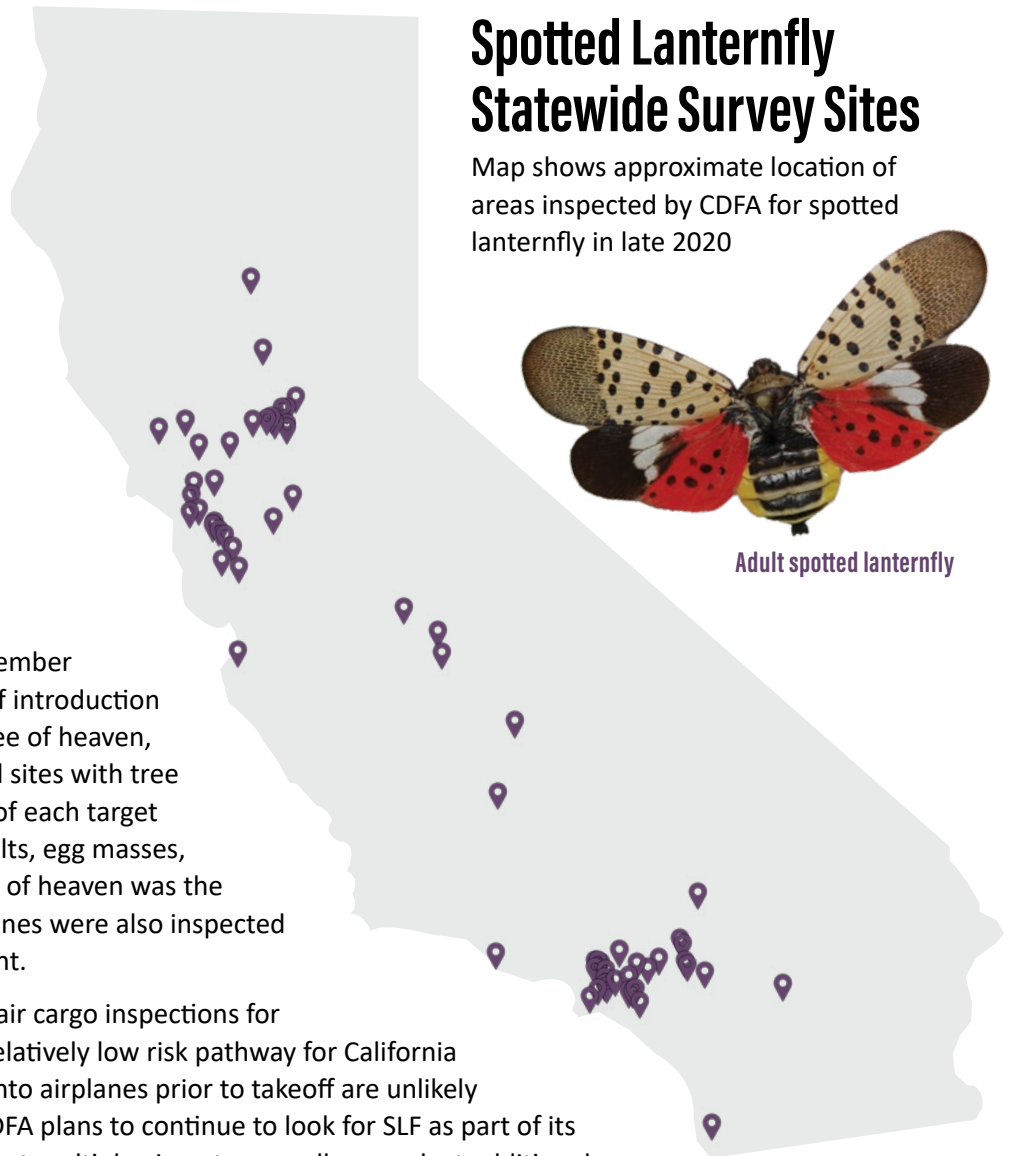 Spotted Lanternfly
Statewide Survey Sites
Map shows approximate location of
areas inspected by CDFA for spotted
lanternfly in late 2020
Adult spotted lanternfly
ember
f introduction
ee of heaven,
sites with tree
of each target
lts, egg masses,
of heaven was the
nes were also inspected
nt.
air cargo inspections for
elatively low risk pathway for California
nto airplanes prior to takeoff are unlikely
DFA plans to continue to look for SLF as part of its